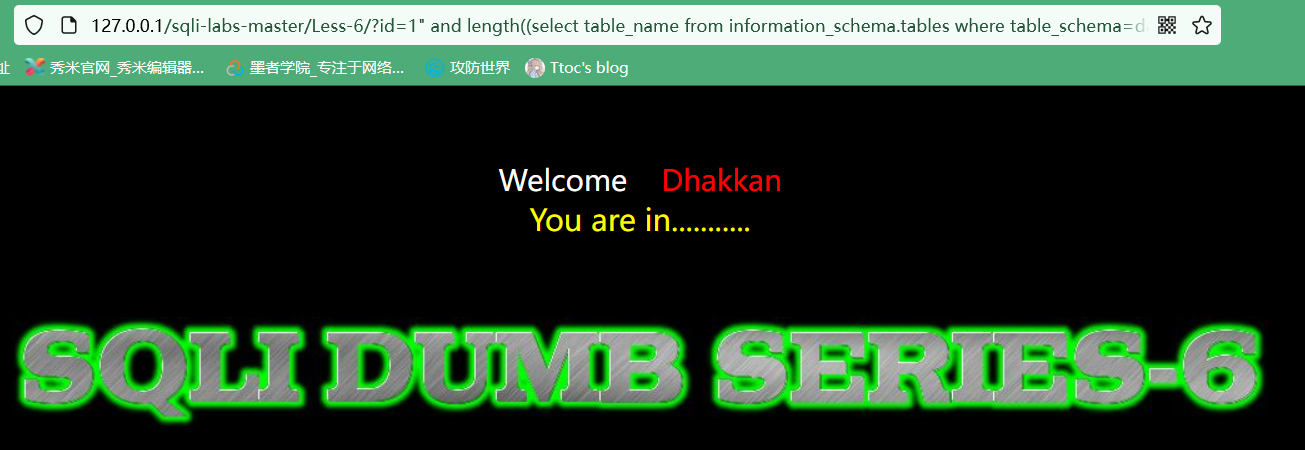 127.0.0.1/sqli-labs-master/Less-6/?id=1" and length((select table_name from information_schema.tables where table_schema=d
址 秀米官网_秀米编辑器... 墨者学院_专注于网络... 攻防世界 Ttoc's blog
Welcome Dhakkan
You are in...........
SQLI DUMB SERIES-6